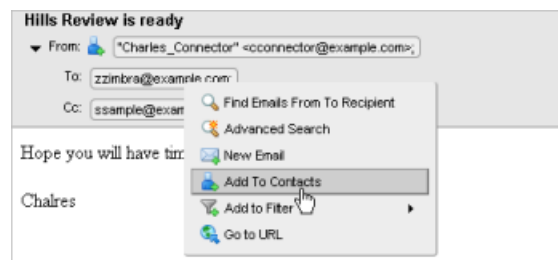 Hills Review is ready
From: "Charles_Connector" <cconnector@example.com>;
To: zzimbra@example.com;
Cc: ssample@exam
Find Emails From To Recipient
Advanced Search
Hope you will have tim
New Email
Add To Contacts
Chalres
Add to Filter
Go to URL